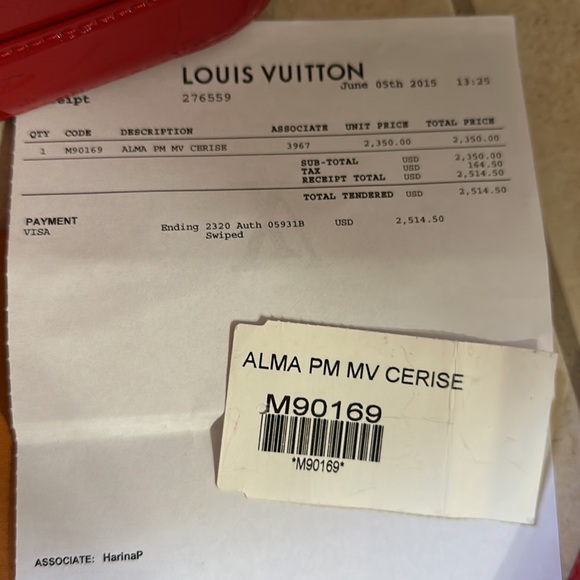 LOUIS VUITTON
June 05th 2015 13:25
eipt 276559
QTY CODE DESCRIPTION ASSOCIATE UNIT PRICE TOTAL PRICE
1 M90169 ALMA PM MV CERISE 3967 2,350.00 2,350.00
SUB-TOTAL USD 2,350.00
TAX USD 164.50
RECEIPT TOTAL USD 2,514.50
TOTAL TENDERED USD 2,514.50
PAYMENT
VISA Ending 2320 Auth 05931B USD 2,514.50
Swiped
ALMA PM MV CERISE
M90169
*M90169*
ASSOCIATE: HarinaP